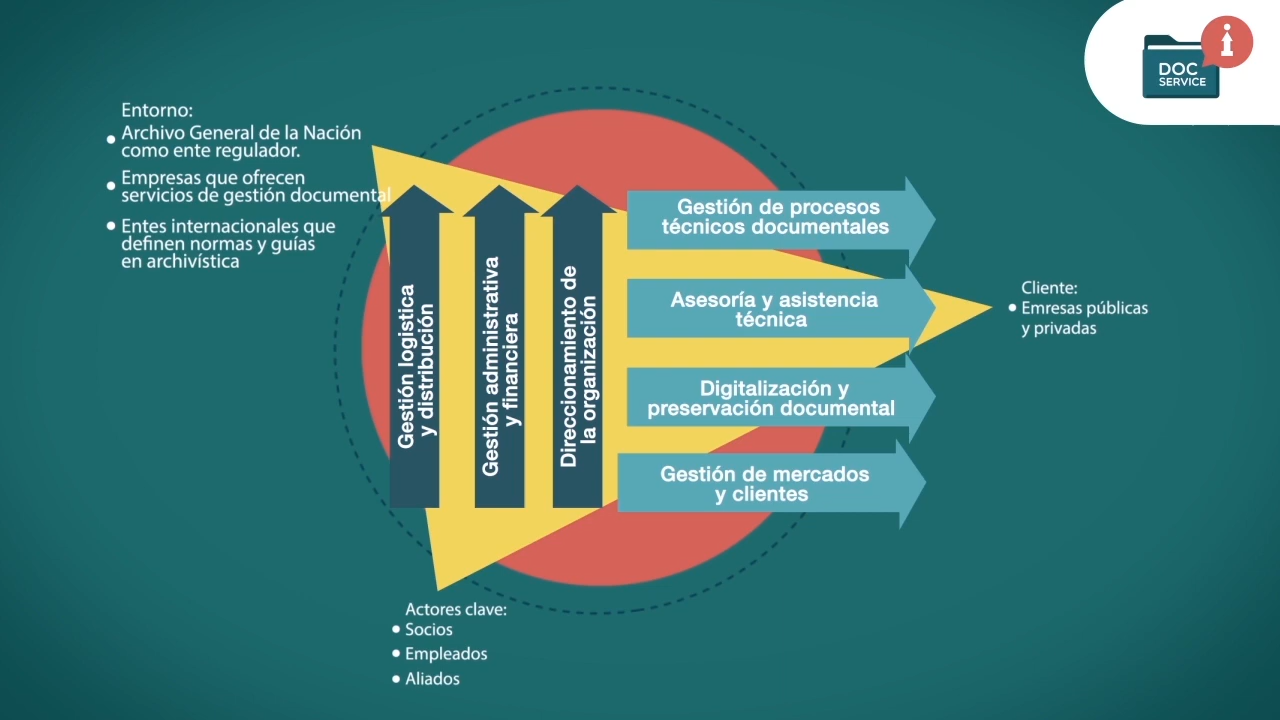 DOC
SERVICE
Entorno:
Archivo General de la Nación
como ente regulador.
Empresas que ofrecen
servicios de gestión documental
Entes internacionales que
definen normas y guías
en archivística
Gestión logistica
y distribución
Gestión administrativa
y financiera
Direccionamiento de
la organización
Gestión de procesos
técnicos documentales
Asesoría y asistencia
técnica
Digitalización y
preservación documental
Gestión de mercados
y clientes
Cliente:
Emresas públicas
y privadas
Actores clave:
Socios
Empleados
Aliados